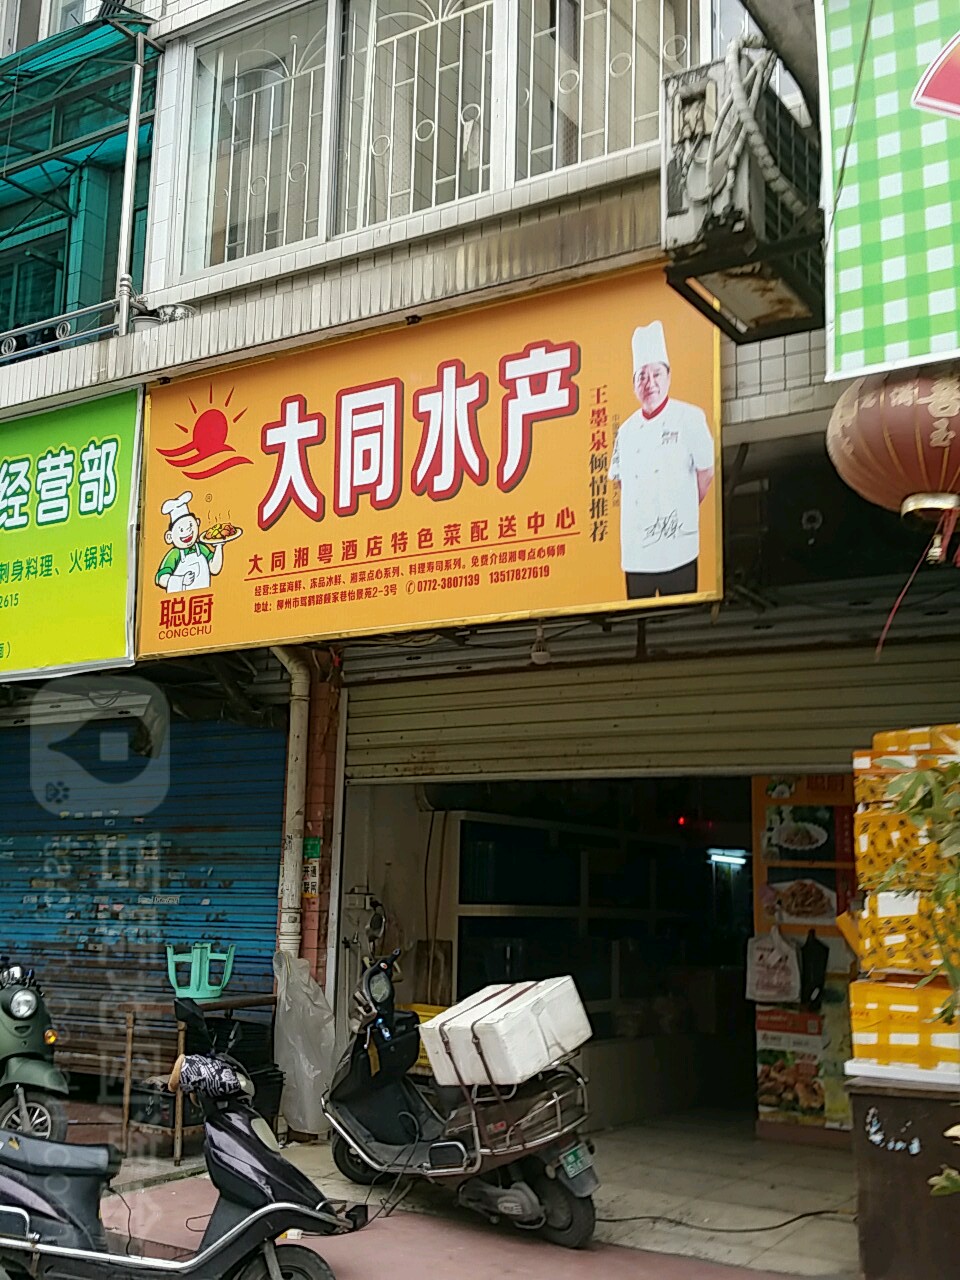 大同水产
王墨泉倾情推荐
大同湘粤酒店特色菜配送中心
经营:生猛海鲜、冻品冰鲜、湘菜点心系列、料理寿司系列。免费介绍湘粤点心师傅
地址：柳州市驾鹤路顾家巷怡景苑2-3号 ✆0772-3807139 13517827619
®
聪厨
CONGCHU
经营部
刺身料理、火锅料
2615